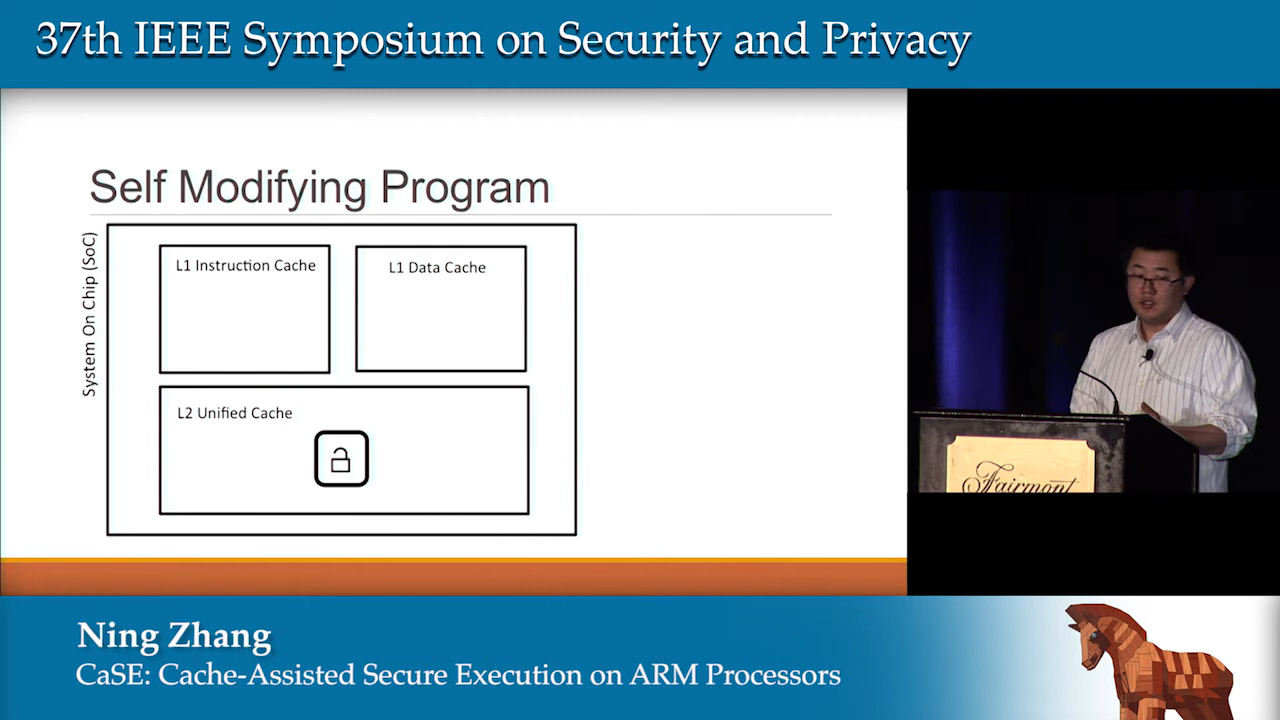 37th IEEE Symposium on Security and Privacy
Self Modifying Program
System On Chip (SoC)
L1 Instruction Cache
L1 Data Cache
L2 Unified Cache
Fairmont
Ning Zhang
CaSE: Cache-Assisted Secure Execution on ARM Processors